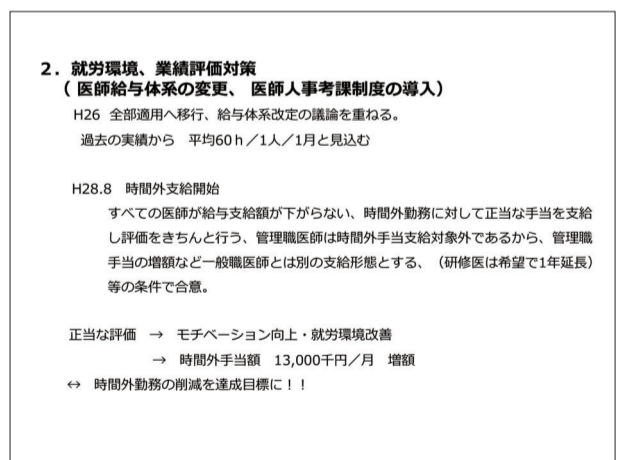 2．就労環境、業績評価対策
（ 医師給与体系の変更、 医師人事考課制度の導入）
H26 全部適用へ移行、給与体系改定の議論を重ねる。
過去の実績から　平均60ｈ／1人／1月と見込む
H28.8　時間外支給開始
すべての医師が給与支給額が下がらない、時間外勤務に対して正当な手当を支給
し評価をきちんと行う、管理職医師は時間外手当支給対象外であるから、管理職
手当の増額など一般職医師とは別の支給形態とする、（研修医は希望で1年延長）
等の条件で合意。
正当な評価　→　モチベーション向上・就労環境改善
→　時間外手当額　13,000千円／月　増額
⇔　時間外勤務の削減を達成目標に！！